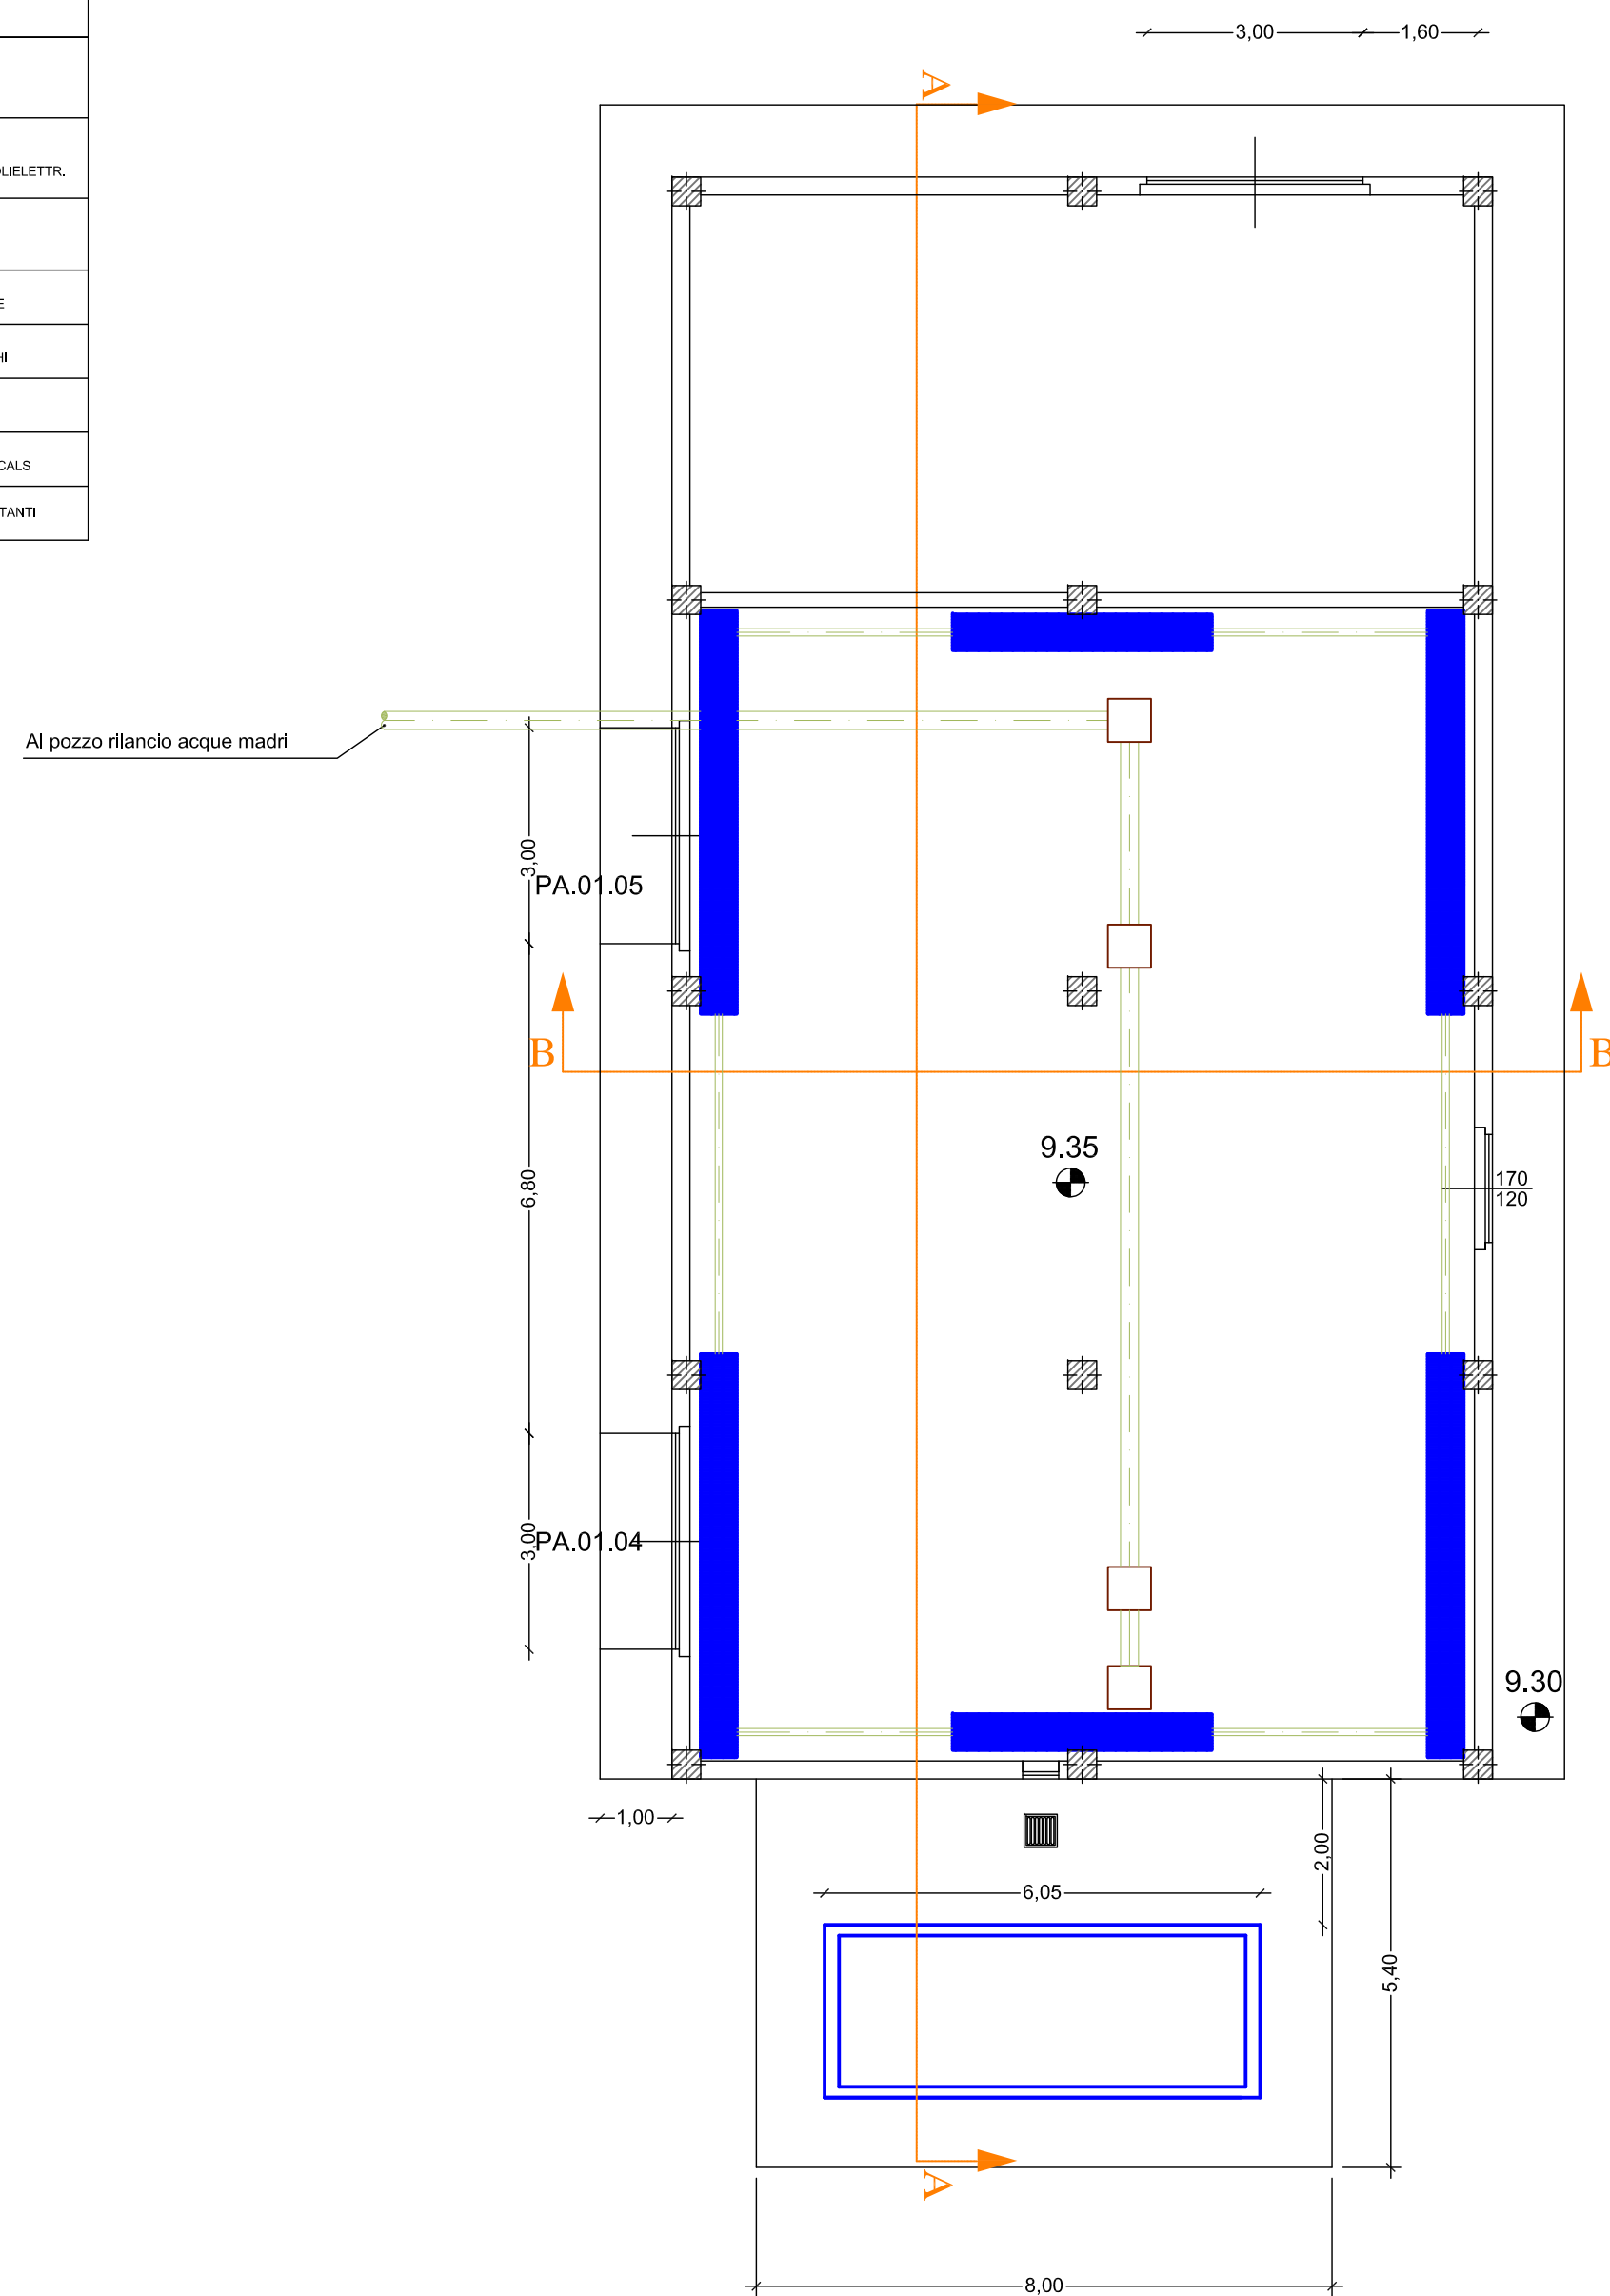 3,00
1,60
A
OLIELETTR.
E
HI
CALS
TANTI
Al pozzo rilancio acque madri
3,00
PA.01.05
B
B
9.35
6,80
170
120
3,00
PA.01.04
9.30
1,00
2,00
6,05
5,40
A
8,00